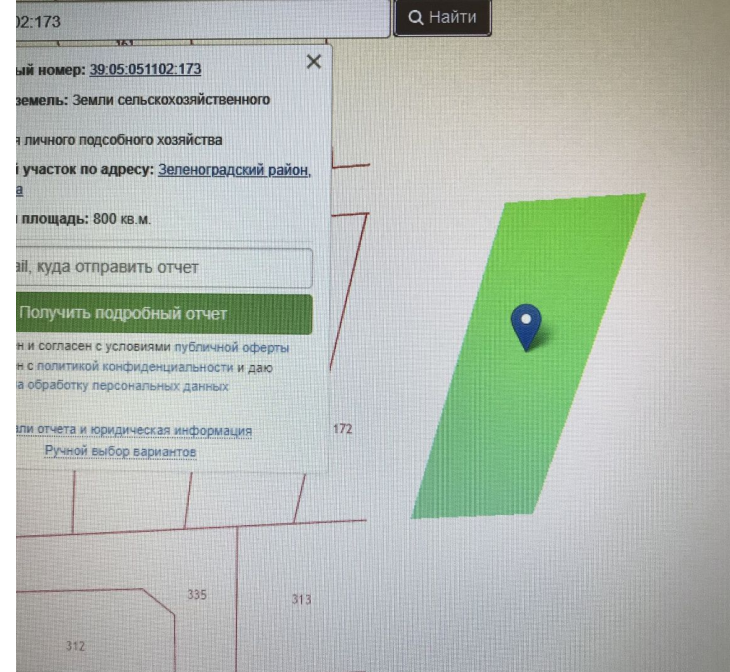 02:173
Найти
161
ый номер: 39:05:051102:173
земель: Земли сельскохозяйственного
я личного подсобного хозяйства
й участок по адресу: Зеленоградский район,
а
площадь: 800 кв.м.
ail, куда отправить отчет
Получить подробный отчет
н и согласен с условиями публичной оферты
н с политикой конфиденциальности и даю
а обработку персональных данных
али отчета и юридическая информация
172
Ручной выбор вариантов
335
313
312